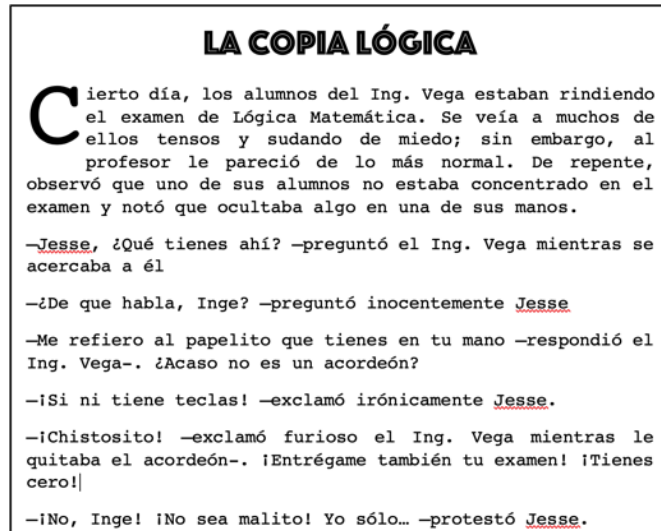 LA COPIA LÓGICA
Cierto día, los alumnos del Ing. Vega estaban rindiendo
el examen de Lógica Matemática. Se veía a muchos de
ellos tensos y sudando de miedo; sin embargo, al
profesor le pareció de lo más normal. De repente,
observó que uno de sus alumnos no estaba concentrado en el
examen y notó que ocultaba algo en una de sus manos.
—Jesse, ¿Qué tienes ahí? —preguntó el Ing. Vega mientras se
acercaba a él
—¿De que habla, Inge? —preguntó inocentemente Jesse
—Me refiero al papelito que tienes en tu mano —respondió el
Ing. Vega-. ¿Acaso no es un acordeón?
—¡Si ni tiene teclas! —exclamó irónicamente Jesse.
—¡Chistosito! —exclamó furioso el Ing. Vega mientras le
quitaba el acordeón-. ¡Entrégame también tu examen! ¡Tienes
cero!
—¡No, Inge! ¡No sea malito! Yo sólo… —protestó Jesse.